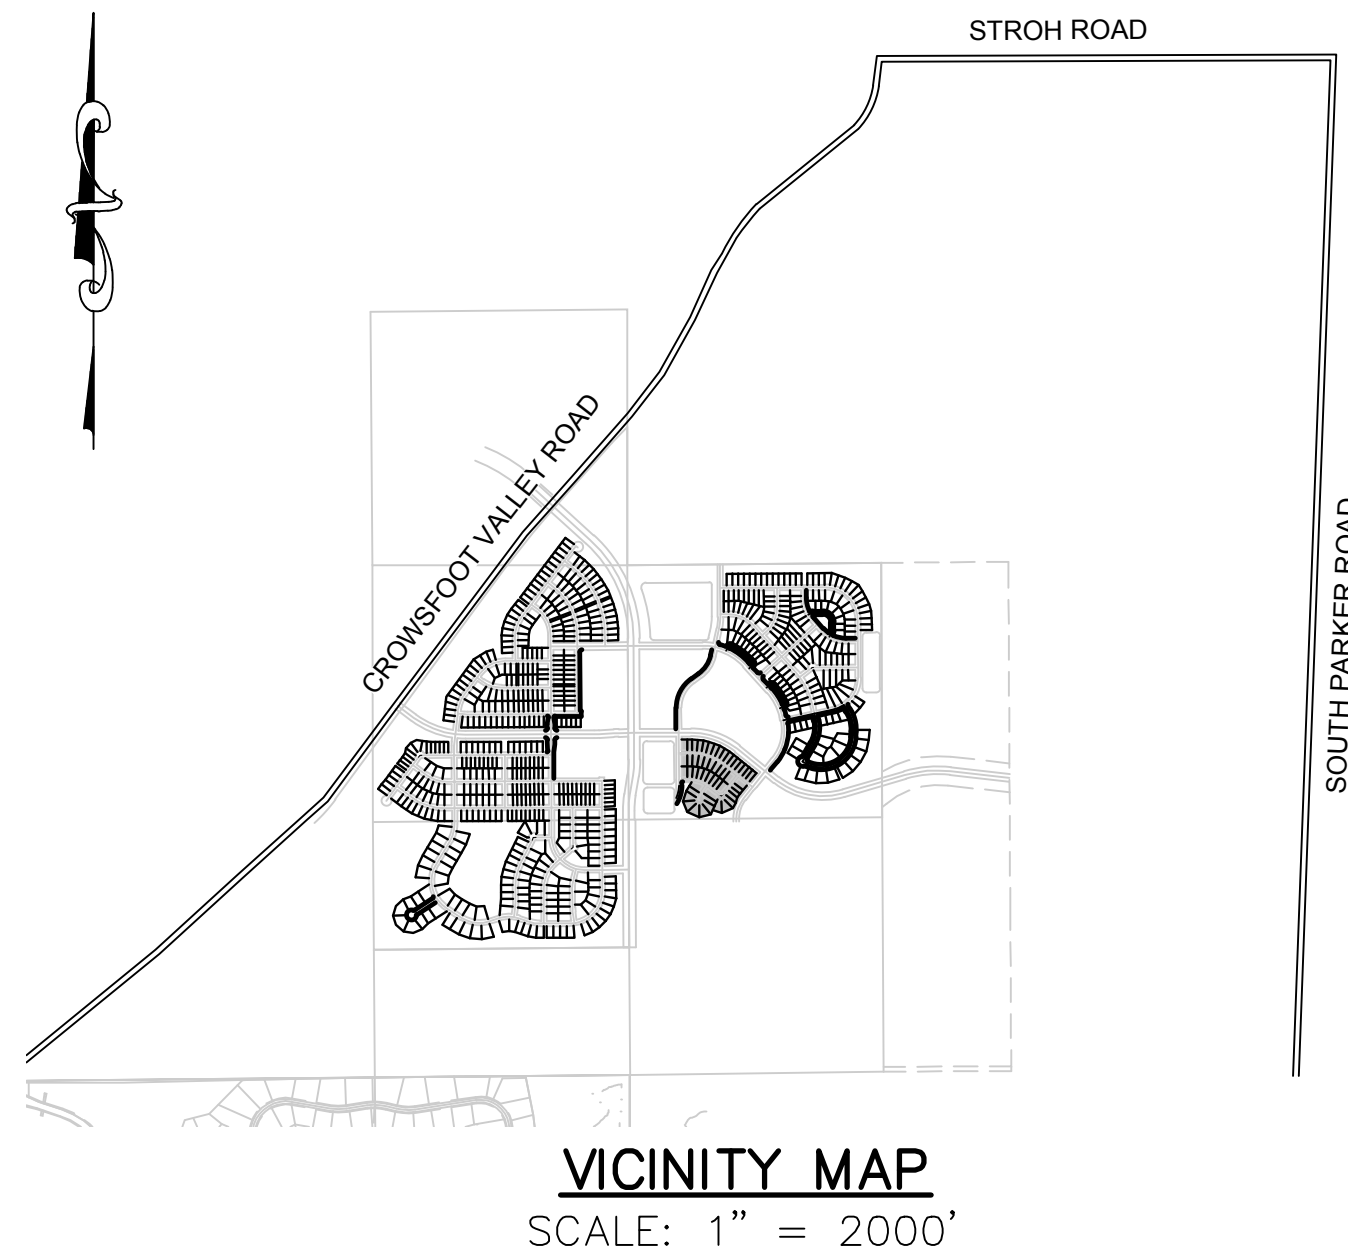 STROH ROAD
CROWSFOOT VALLEY ROAD
SOUTH PARKER ROAD
VICINITY MAP
SCALE: 1" = 2000'